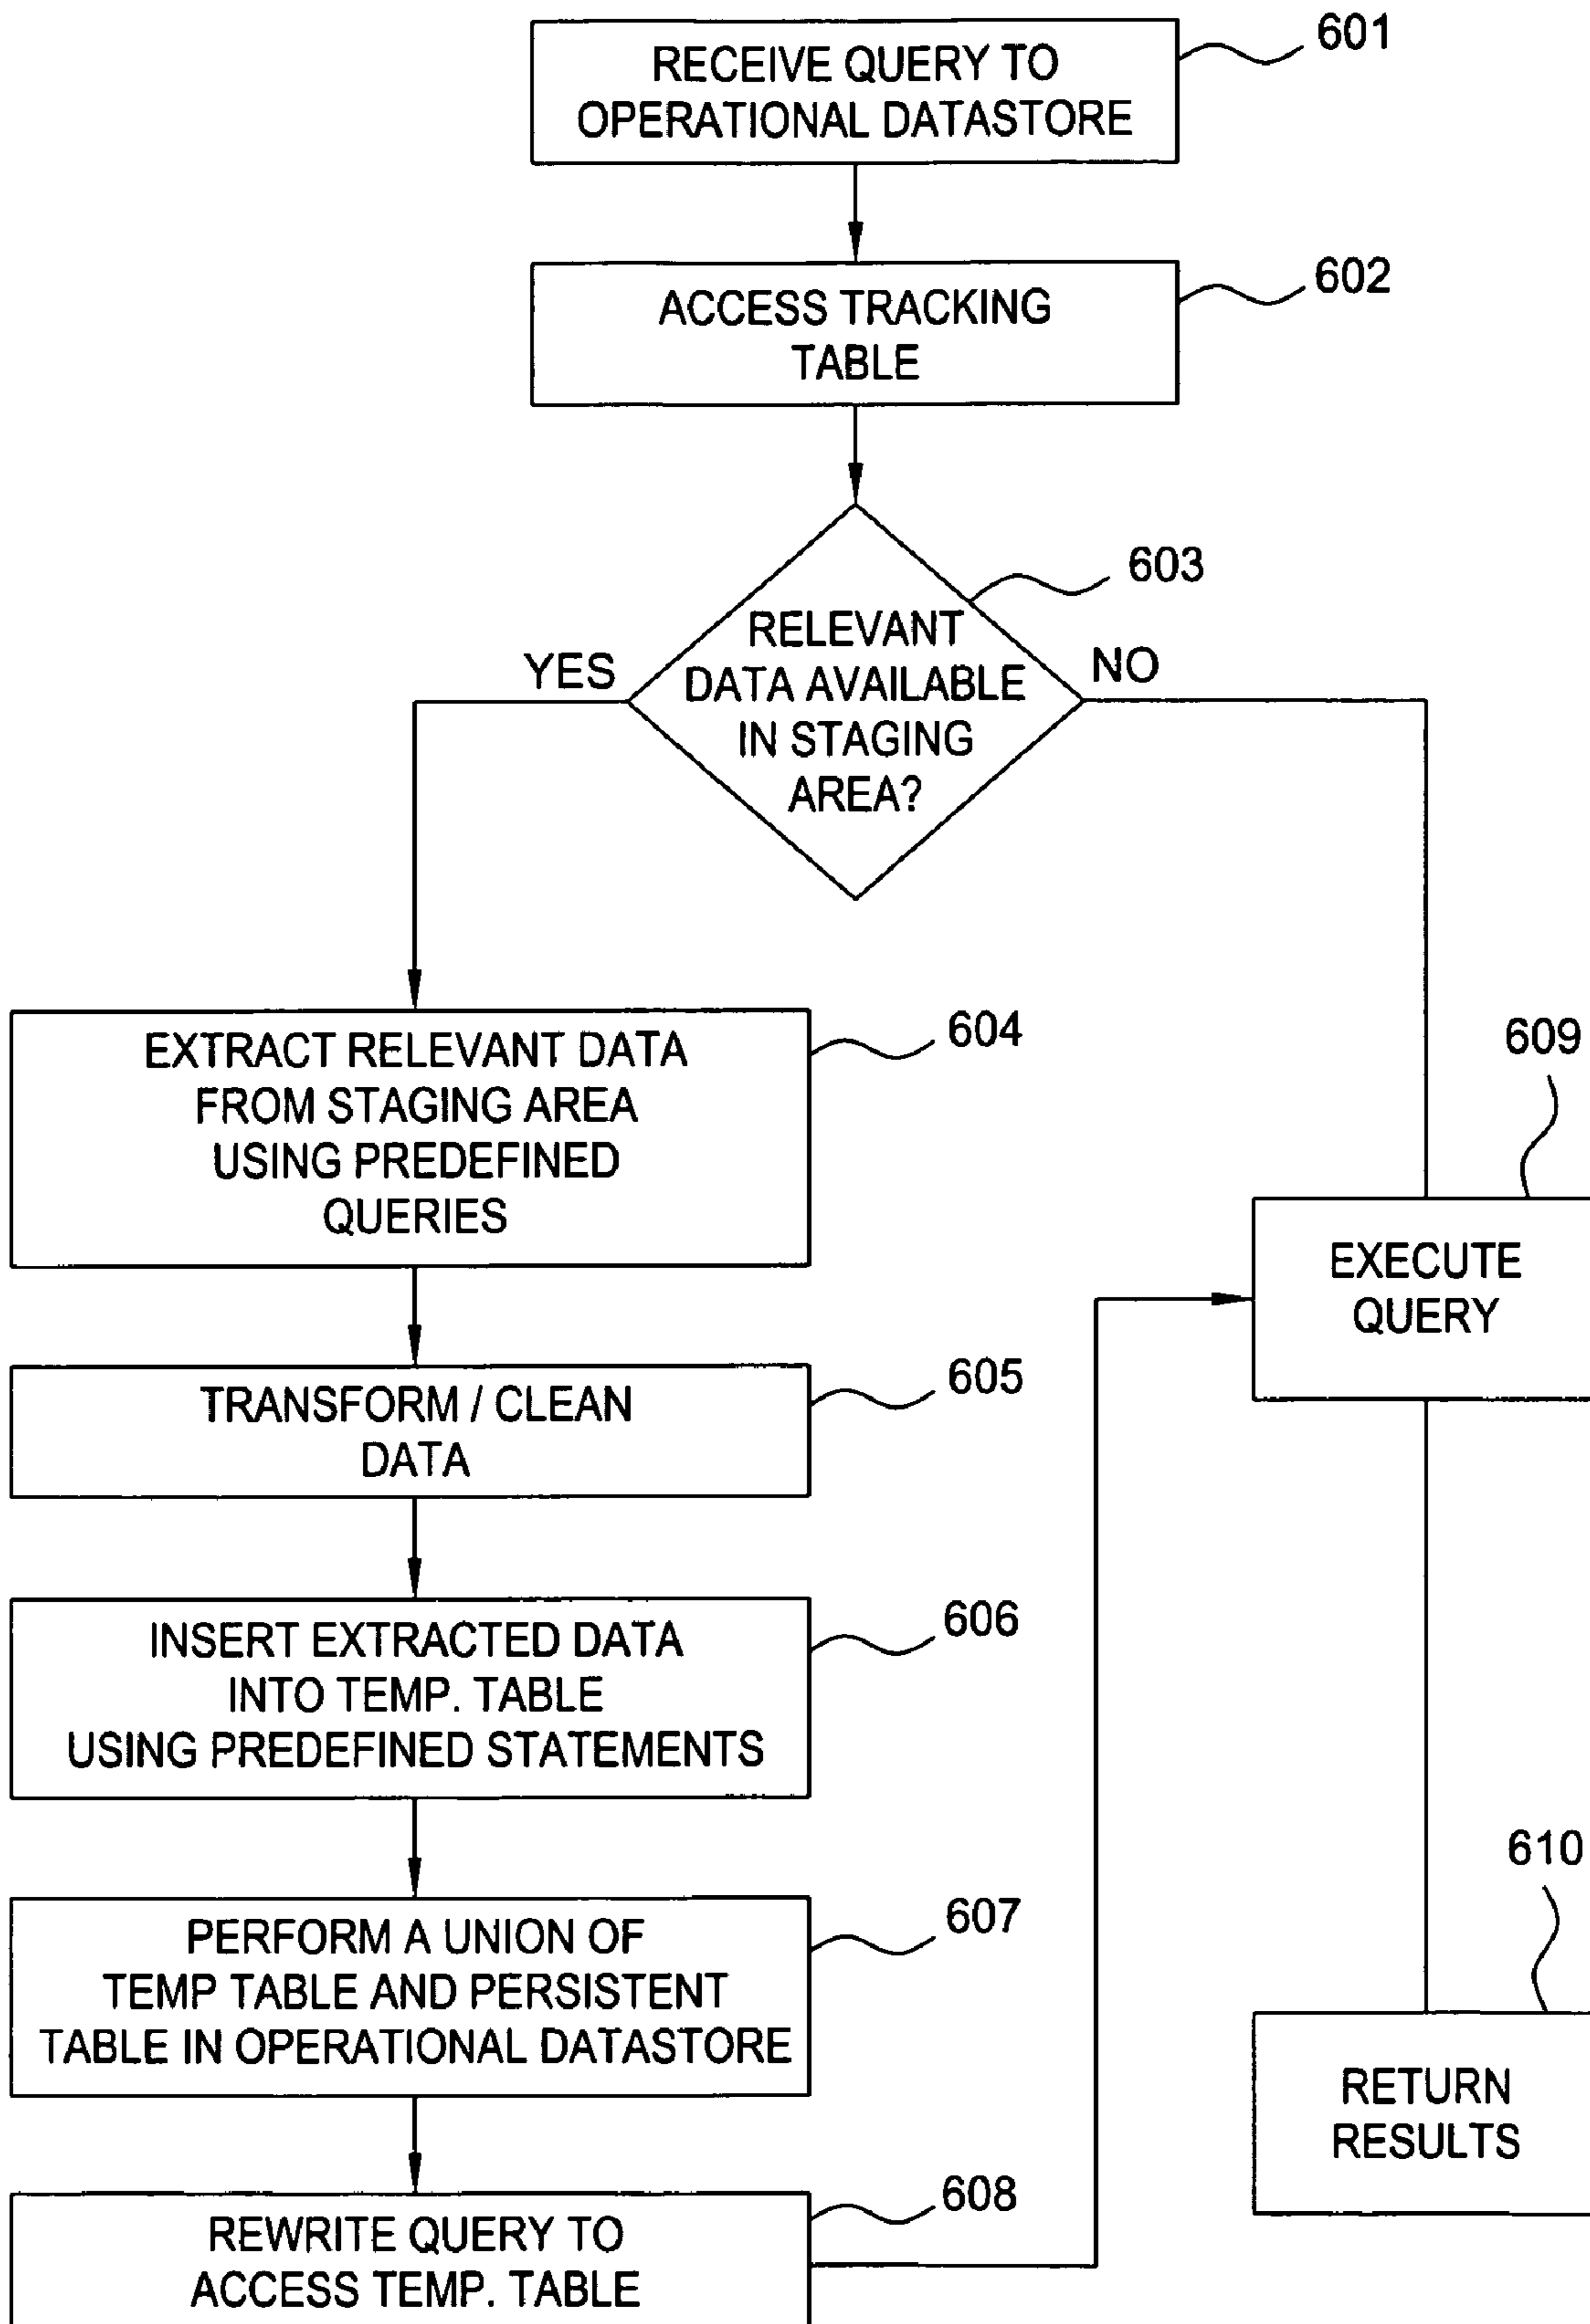 RECEIVE QUERY TO
OPERATIONAL DATASTORE
601
ACCESS TRACKING
TABLE
602
RELEVANT
DATA AVAILABLE
IN STAGING
AREA?
603
YES
NO
EXTRACT RELEVANT DATA
FROM STAGING AREA
USING PREDEFINED
QUERIES
604
TRANSFORM / CLEAN
DATA
605
INSERT EXTRACTED DATA
INTO TEMP. TABLE
USING PREDEFINED STATEMENTS
606
PERFORM A UNION OF
TEMP TABLE AND PERSISTENT
TABLE IN OPERATIONAL DATASTORE
607
REWRITE QUERY TO
ACCESS TEMP. TABLE
608
609
EXECUTE
QUERY
610
RETURN
RESULTS